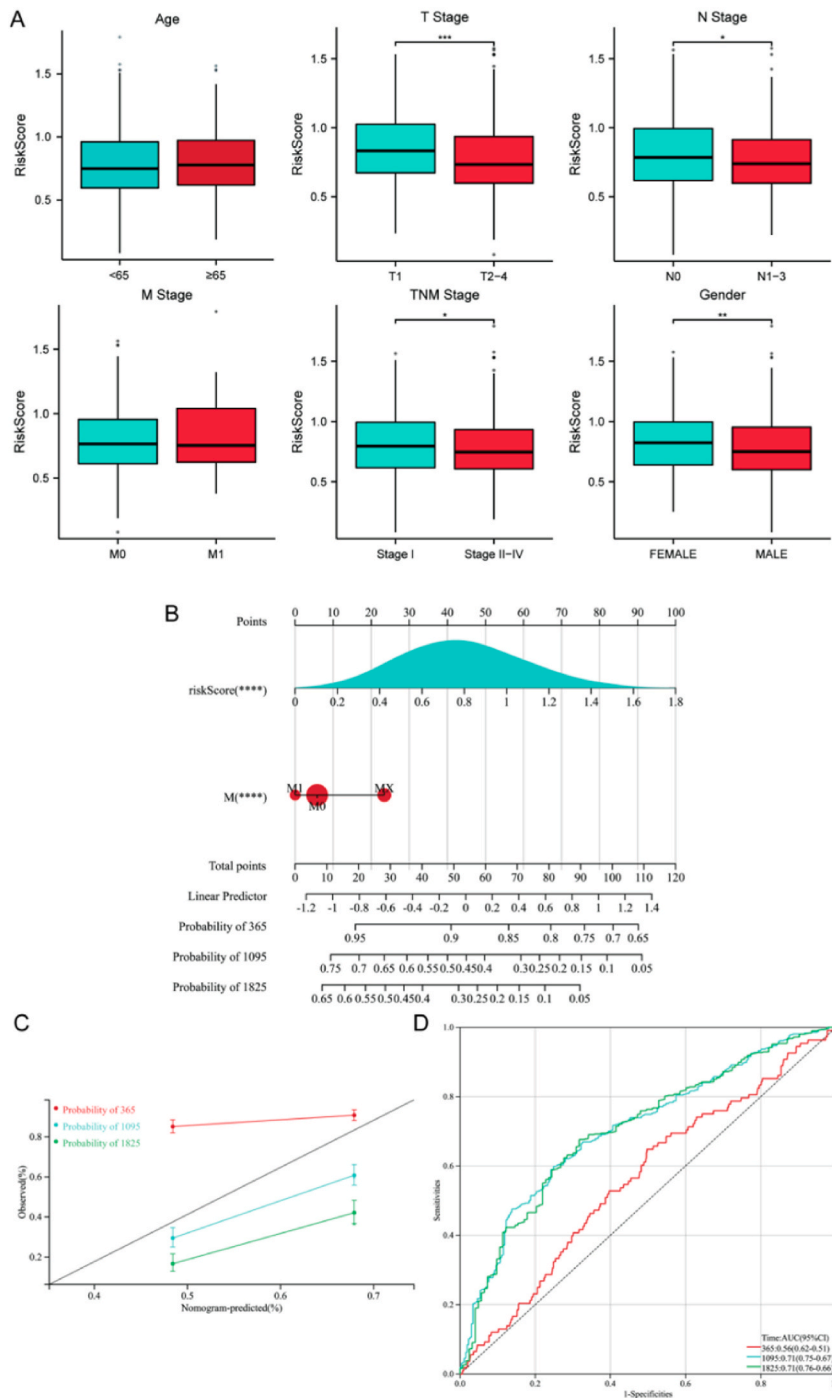 A
Age
T Stage
N Stage
***
*
RiskScore
RiskScore
RiskScore
1.5
1.0
0.5
1.5
1.0
0.5
1.5
1.0
0.5
<65
≥65
T1
T2−4
N0
N1−3
M Stage
TNM Stage
Gender
*
**
RiskScore
RiskScore
RiskScore
1.5
1.0
0.5
1.5
1.0
0.5
1.5
1.0
0.5
M0
M1
Stage I
Stage II−IV
FEMALE
MALE
B
Points
0 10 20 30 40 50 60 70 80 90 100
riskScore(****)
0 0.2 0.4 0.6 0.8 1 1.2 1.4 1.6 1.8
M(****)
M1 M0 MX
Total points
0 10 20 30 40 50 60 70 80 90 100 110 120
Linear Predictor
-1.2 -1 -0.8 -0.6 -0.4 -0.2 0 0.2 0.4 0.6 0.8 1 1.2 1.4
Probability of 365
0.95 0.9 0.85 0.8 0.75 0.7 0.65
Probability of 1095
0.75 0.7 0.65 0.6 0.55 0.5 0.45 0.4 0.30 0.25 0.2 0.15 0.1 0.05
Probability of 1825
0.65 0.6 0.55 0.5 0.45 0.4 0.30 0.25 0.2 0.15 0.1 0.05
C
Probability of 365
Probability of 1095
Probability of 1825
Observed(%)
0.8
0.6
0.4
0.2
0.4 0.5 0.6 0.7
Nomogram-predicted(%)
D
Sensitivities
1.0
0.8
0.6
0.4
0.2
0.0
0.0 0.2 0.4 0.6 0.8
1-Specificities
Time:AUC(95%CI)
365:0.56(0.62-0.51)
1095:0.71(0.75-0.67)
1825:0.71(0.76-0.66)